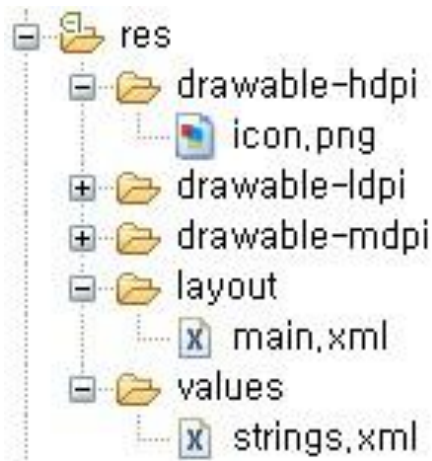 res
drawable-hdpi
icon.png
drawable-ldpi
drawable-mdpi
layout
main.xml
values
strings.xml